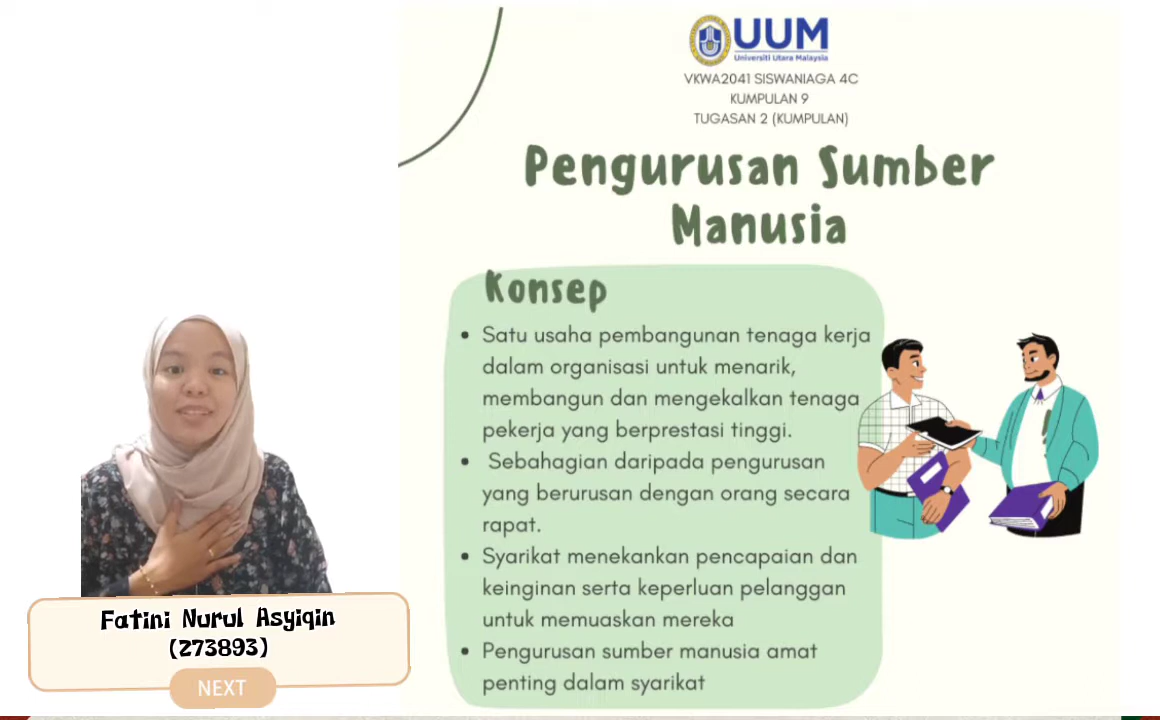 UUM
Universiti Utara Malaysia
VKWA2041 SISWANIAGA 4C
KUMPULAN 9
TUGASAN 2 (KUMPULAN)
Pengurusan Sumber
Manusia
Konsep
• Satu usaha pembangunan tenaga kerja
dalam organisasi untuk menarik,
membangun dan mengekalkan tenaga
pekerja yang berprestasi tinggi.
• Sebahagian daripada pengurusan
yang berurusan dengan orang secara
rapat.
• Syarikat menekankan pencapaian dan
keinginan serta keperluan pelanggan
untuk memuaskan mereka
• Pengurusan sumber manusia amat
penting dalam syarikat
Fatini Nurul Asyiqin
(273893)
NEXT